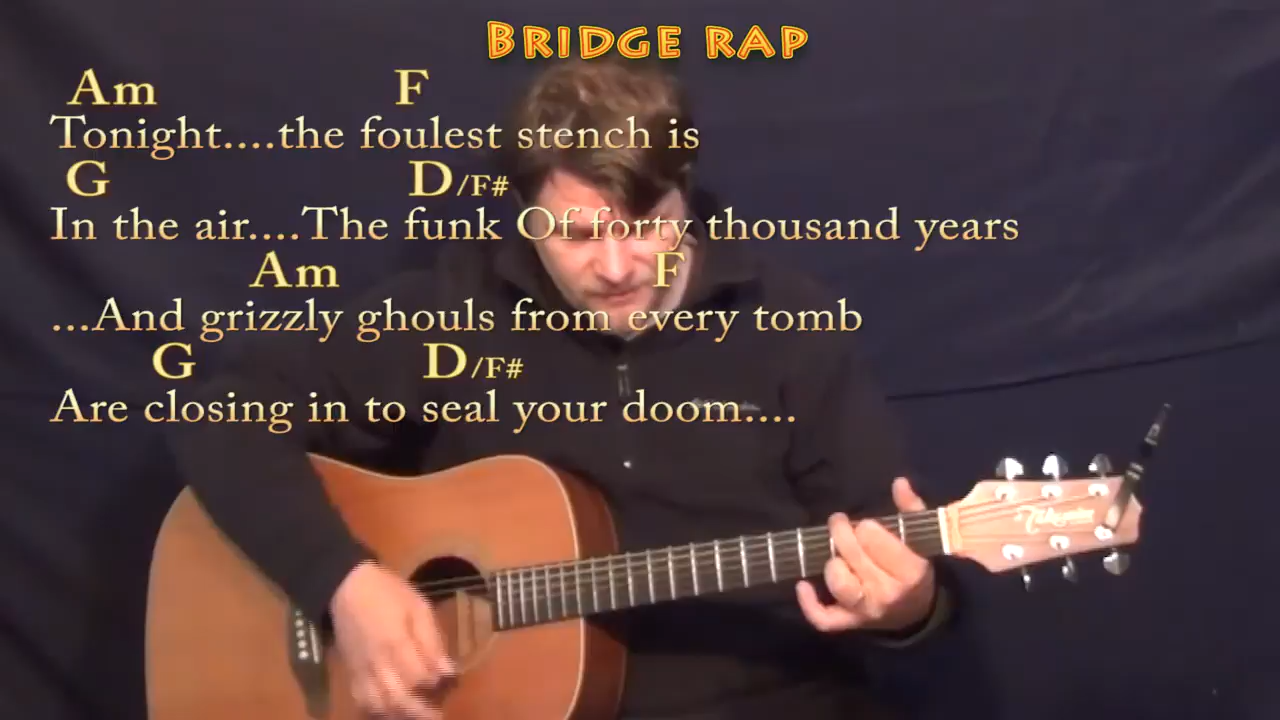 Bridge rap
Am F
Tonight....the foulest stench is
G D/F#
In the air....The funk Of forty thousand years
Am F
...And grizzly ghouls from every tomb
G D/F#
Are closing in to seal your doom....
Takamine